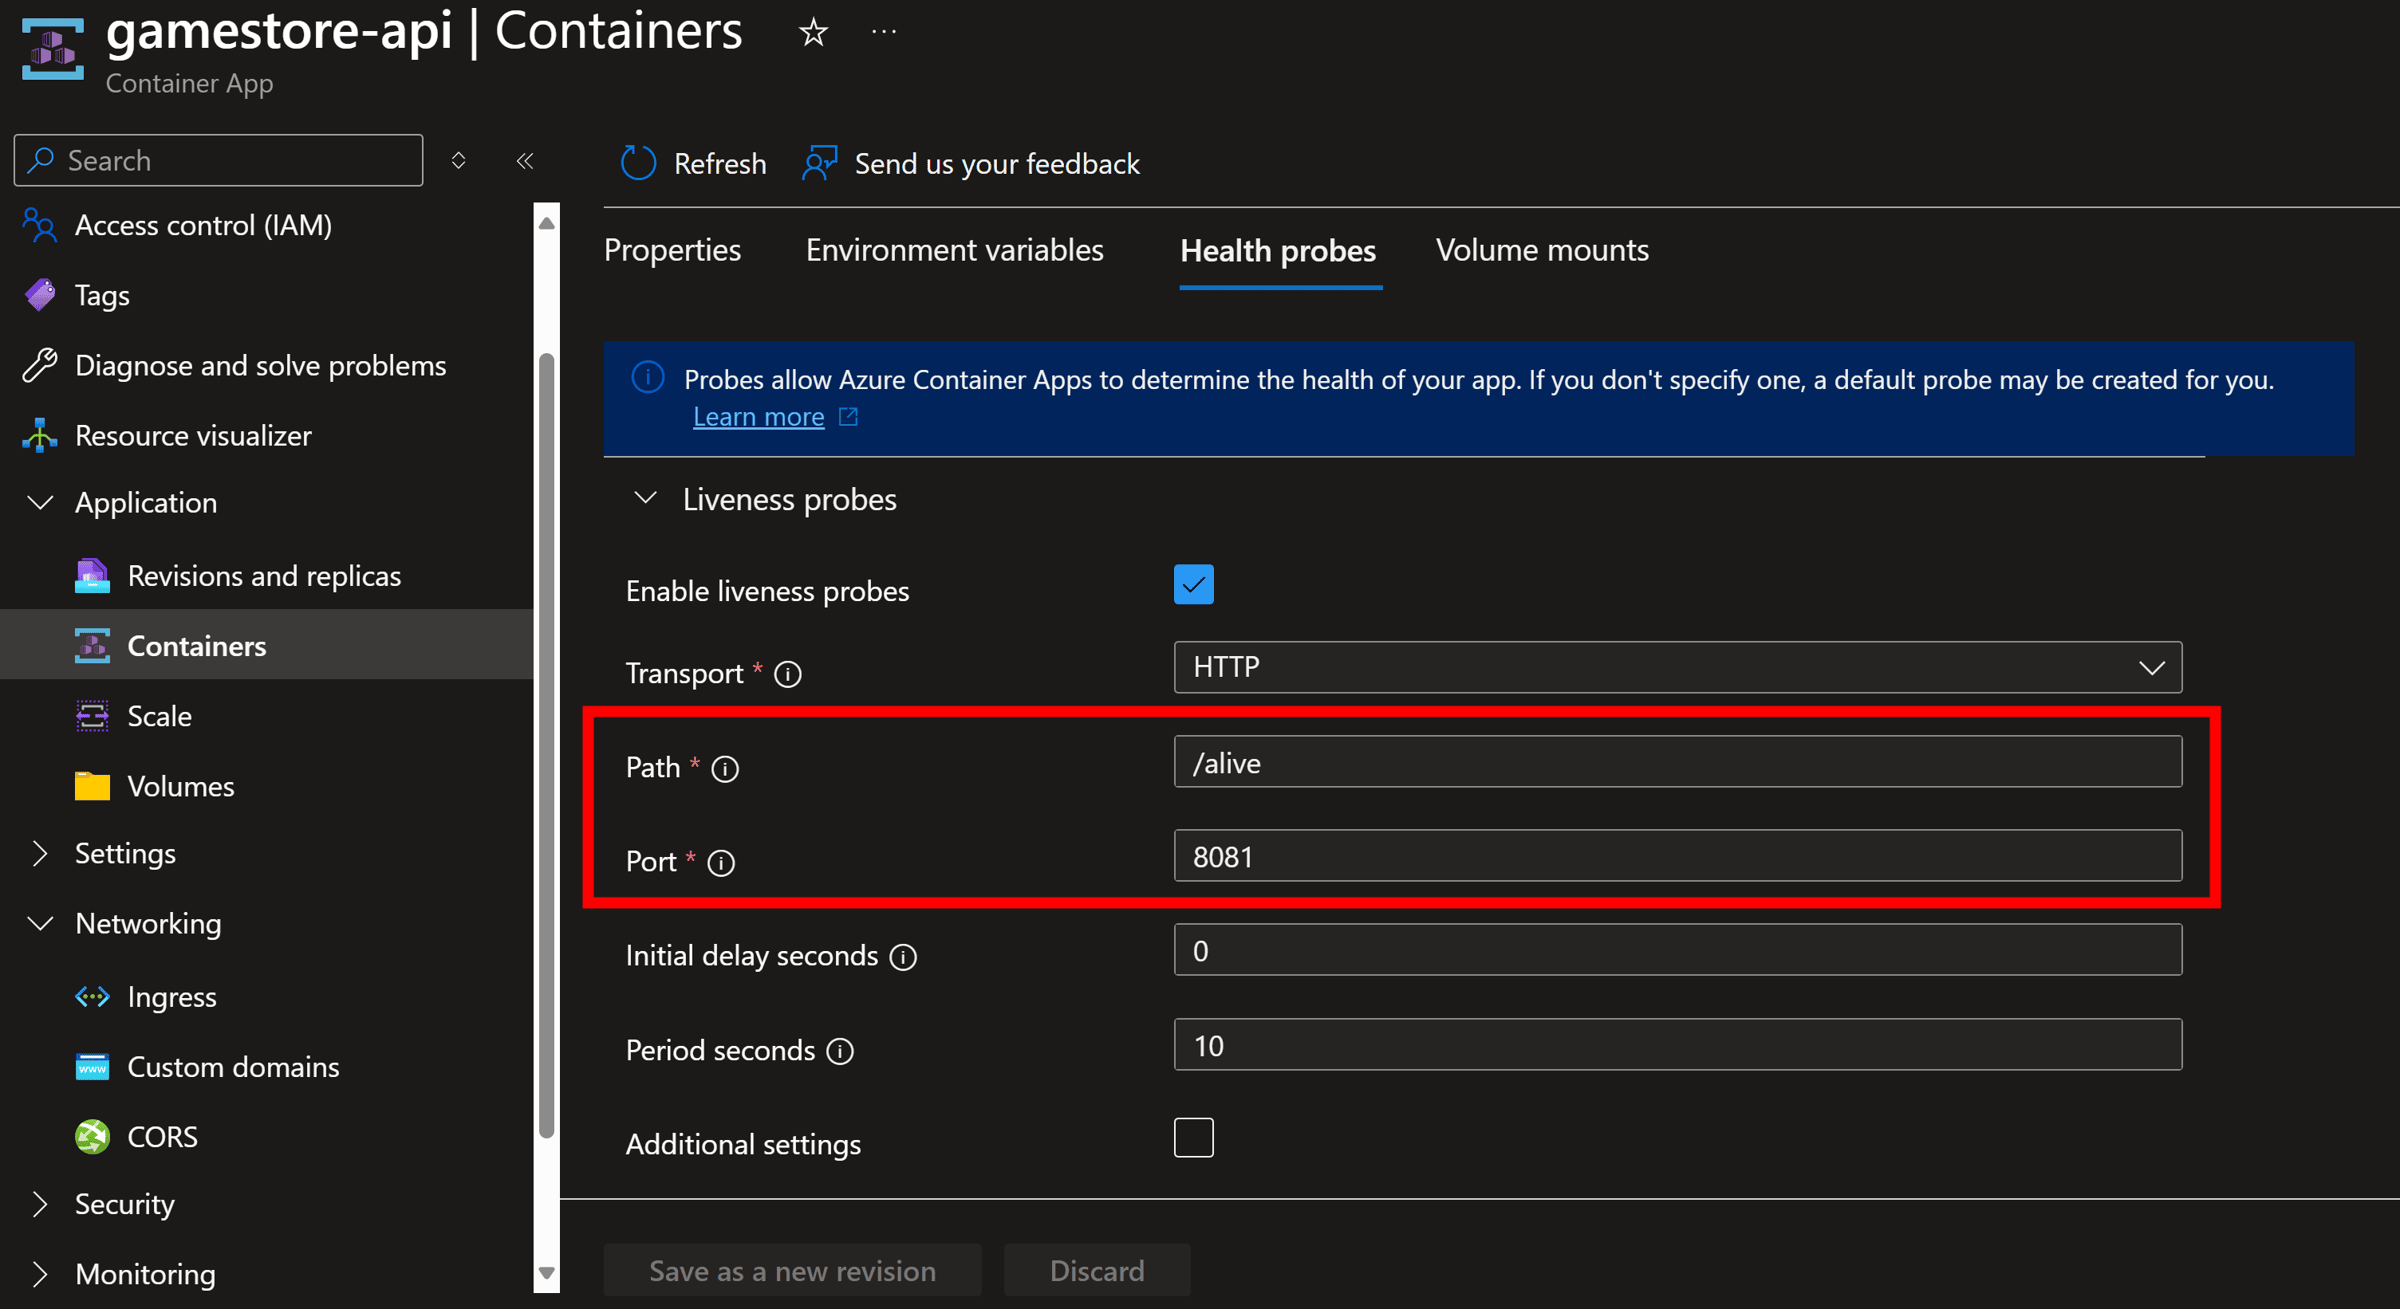 gamestore-api | Containers
Container App
Search
Access control (IAM)
Tags
Diagnose and solve problems
Resource visualizer
Application
Revisions and replicas
Containers
Scale
Volumes
Settings
Networking
Ingress
Custom domains
www
CORS
Security
Monitoring
Refresh
Send us your feedback
Properties
Environment variables
Health probes
Volume mounts
Probes allow Azure Container Apps to determine the health of your app. If you don't specify one, a default probe may be created for you.
Learn more
Liveness probes
Enable liveness probes
Transport *
HTTP
Path *
/alive
Port *
8081
Initial delay seconds
0
Period seconds
10
Additional settings
Save as a new revision
Discard